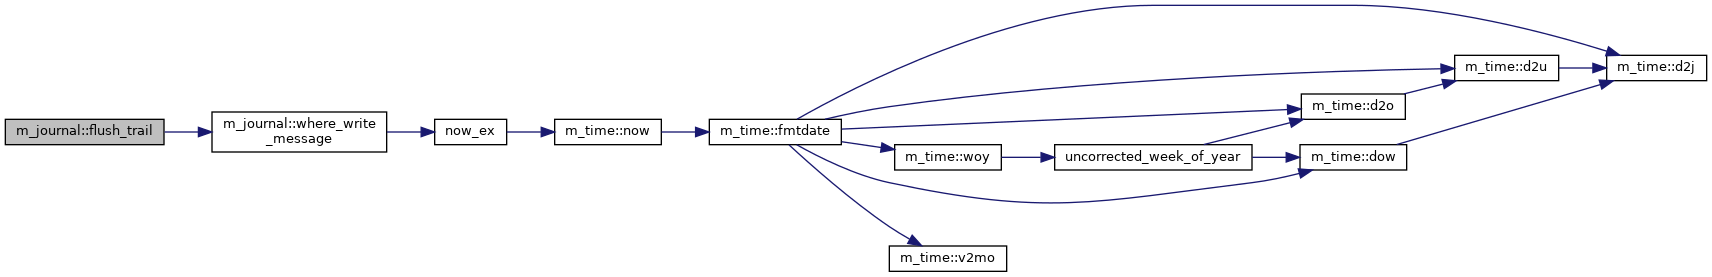 m_journal::flush_trail
m_journal::where_write
_message
now_ex
m_time::now
m_time::fmtdate
m_time::woy
uncorrected_week_of_year
m_time::d2o
m_time::dow
m_time::d2u
m_time::d2j
m_time::v2mo